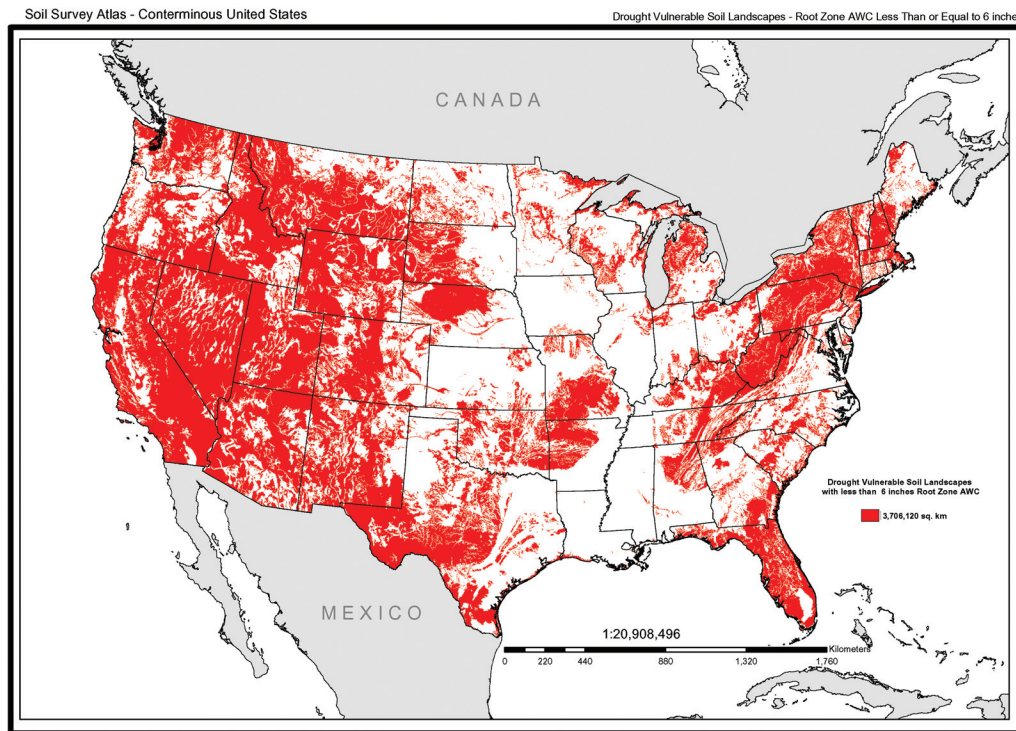 Soil Survey Atlas - Conterminous United States
Drought Vulnerable Soil Landscapes - Root Zone AWC Less Than or Equal to 6 inche
CANADA
Drought Vulnerable Soil Landscapes
with less than 6 inches Root Zone AWC
3,706,120 sq. km
MEXICO
1:20,908,496
Kilometers
0 220 440 880 1,320 1,760